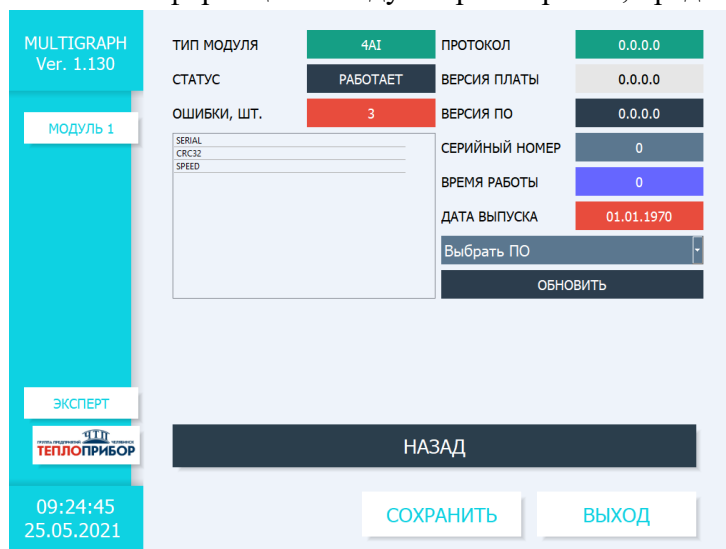 MULTIGRAPH
Ver. 1.130
МОДУЛЬ 1
ТИП МОДУЛЯ 4AI
СТАТУС РАБОТАЕТ
ОШИБКИ, ШТ. 3
SERIAL
CRC32
SPEED
ПРОТОКОЛ 0.0.0.0
ВЕРСИЯ ПЛАТЫ 0.0.0.0
ВЕРСИЯ ПО 0.0.0.0
СЕРИЙНЫЙ НОМЕР 0
ВРЕМЯ РАБОТЫ 0
ДАТА ВЫПУСКА 01.01.1970
Выбрать ПО
ОБНОВИТЬ
ЭКСПЕРТ
ТЕПЛОПРИБОР
НАЗАД
09:24:45
25.05.2021
СОХРАНИТЬ
ВЫХОД